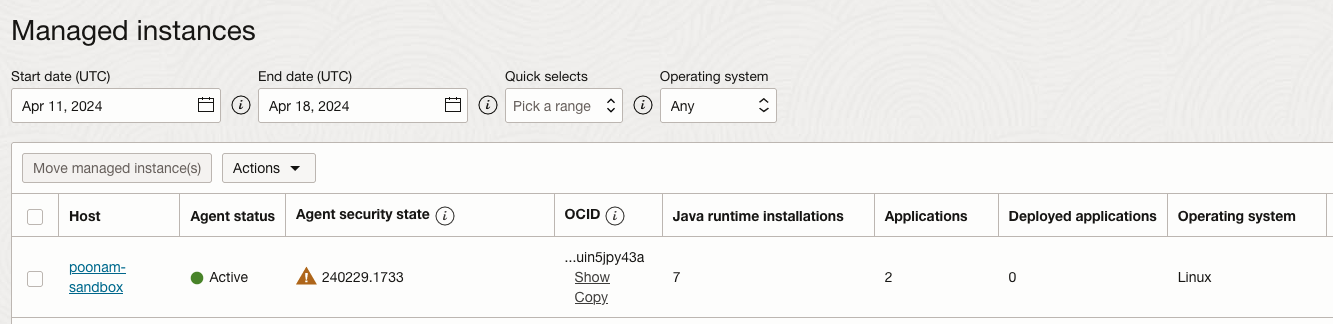 Managed instances
Start date (UTC) End date (UTC) Quick selects Operating system
Apr 11, 2024 Apr 18, 2024 Pick a range Any
Move managed instance(s) Actions
Host Agent status Agent security state OCID Java runtime installations Applications Deployed applications Operating system
poonam-sandbox Active 240229.1733 ...uin5jpy43a 7 2 0 Linux
Show
Copy